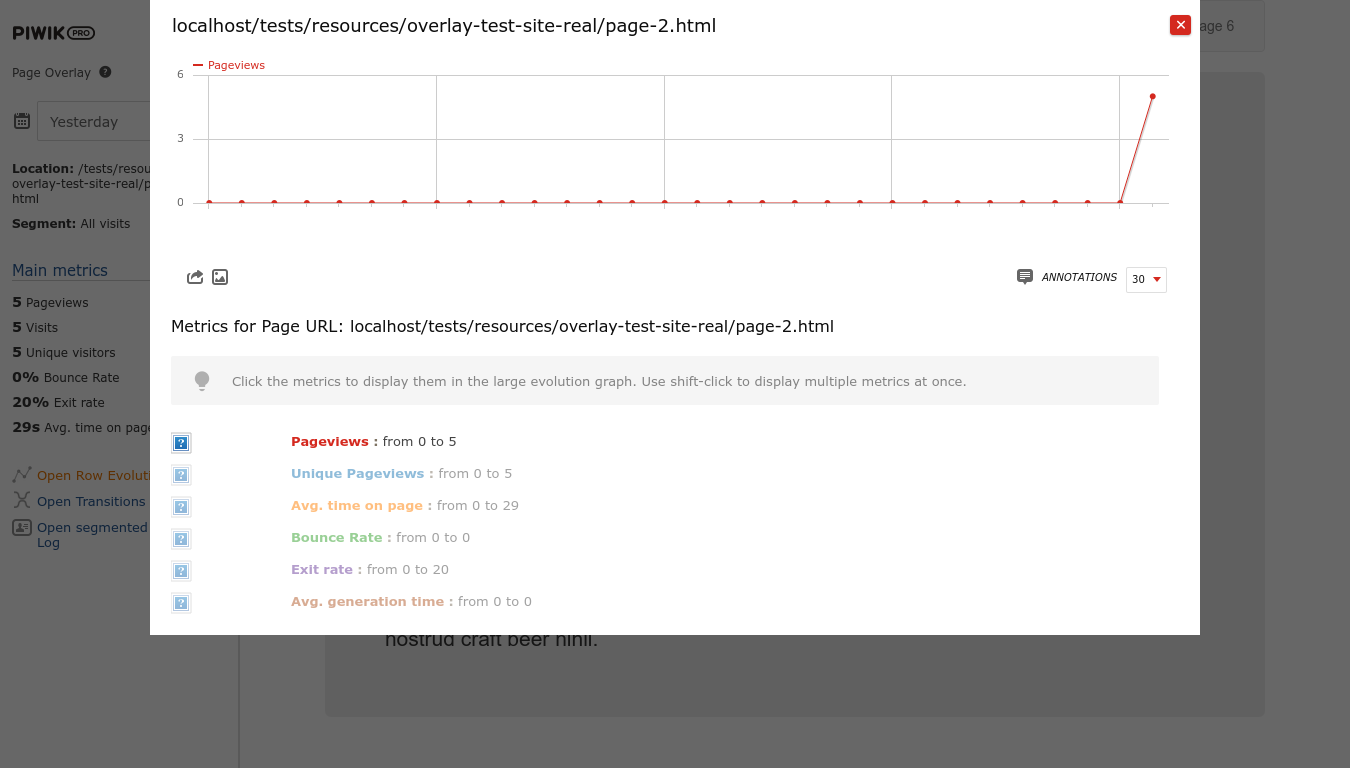 localhost/tests/resources/overlay-test-site-real/page-2.html
PIWIK PRO
age 6
Page Overlay ?
Yesterday
Location: /tests/resou
overlay-test-site-real/p
html
Segment: All visits
Main metrics
5 Pageviews
5 Visits
5 Unique visitors
0% Bounce Rate
20% Exit rate
29s Avg. time on page
Open Row Evoluti
Open Transitions
Open segmented
Log
Pageviews
6
3
0
ANNOTATIONS 30
Metrics for Page URL: localhost/tests/resources/overlay-test-site-real/page-2.html
Click the metrics to display them in the large evolution graph. Use shift-click to display multiple metrics at once.
? Pageviews : from 0 to 5
? Unique Pageviews : from 0 to 5
? Avg. time on page : from 0 to 29
? Bounce Rate : from 0 to 0
? Exit rate : from 0 to 20
? Avg. generation time : from 0 to 0
nostrud craft beer nihil.